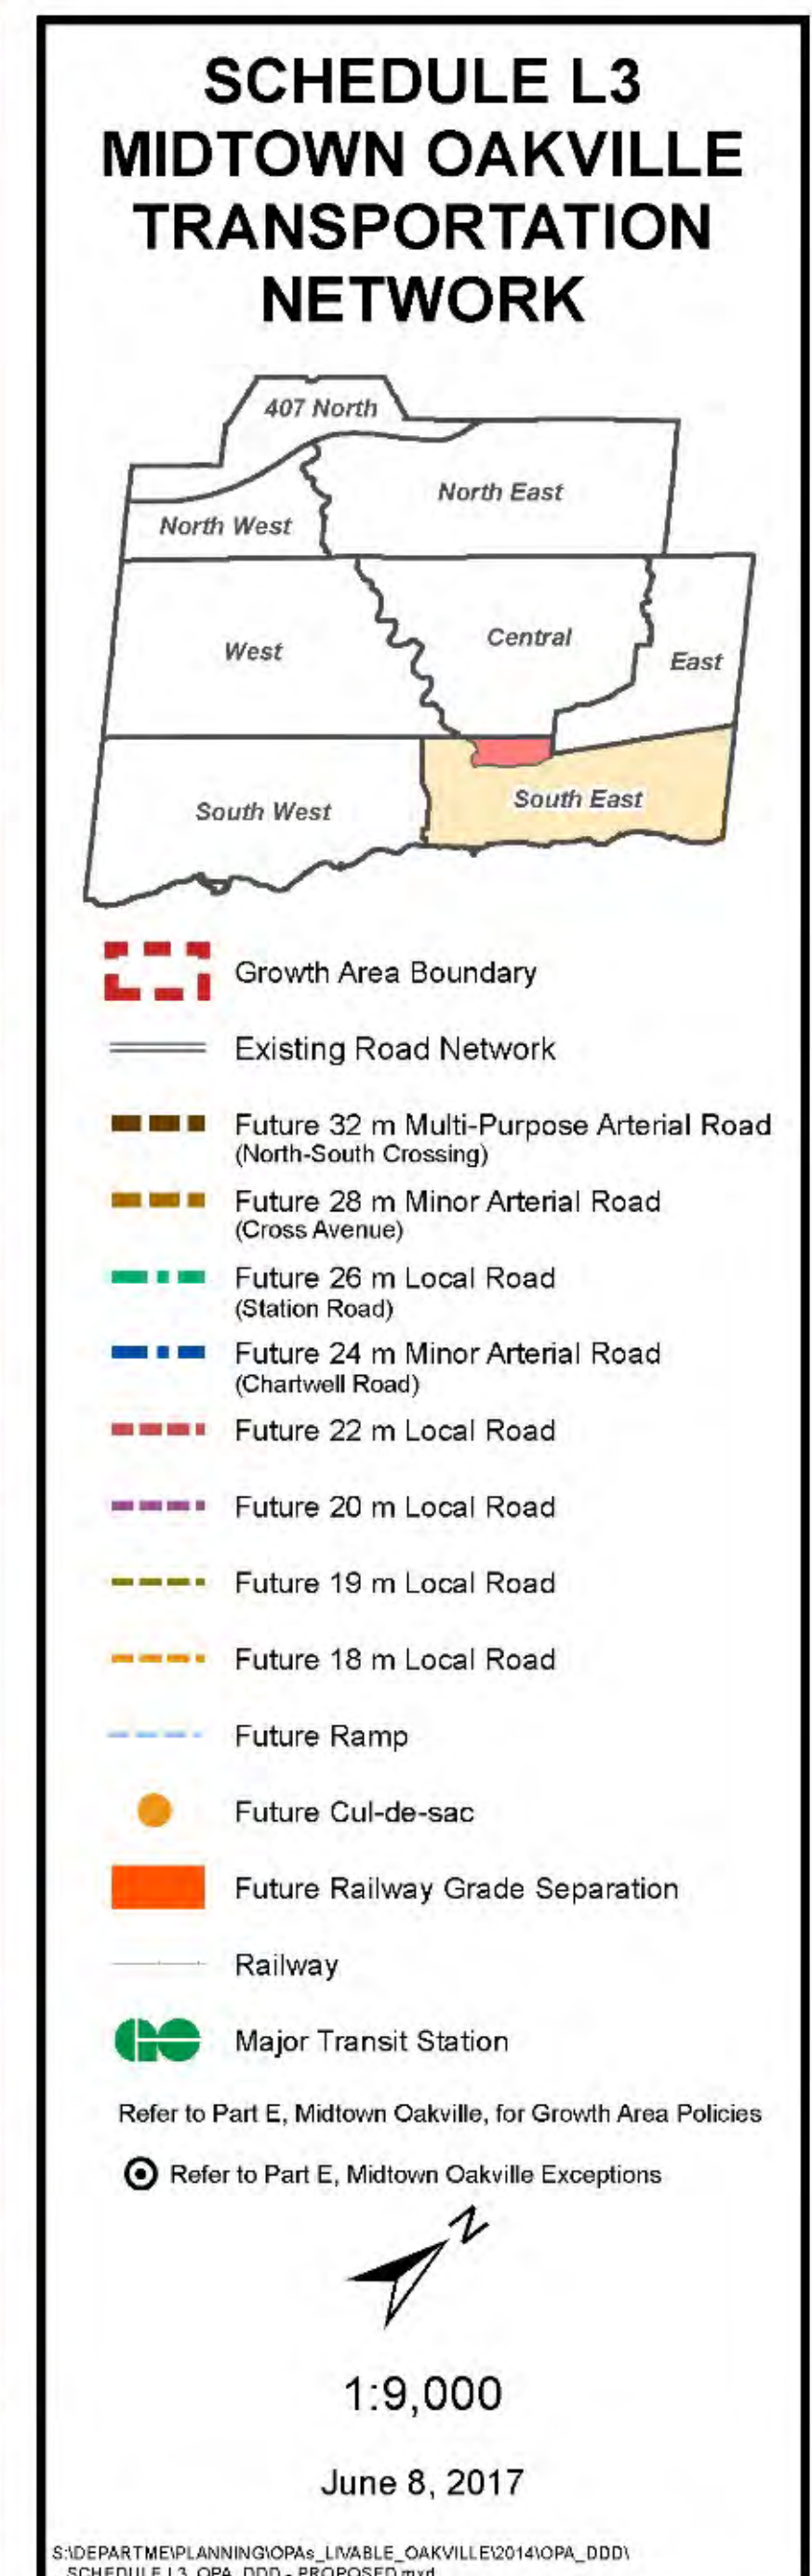 SCHEDULE L3
MIDTOWN OAKVILLE
TRANSPORTATION
NETWORK
407 North
North East
North West
West
Central
East
South West
South East
Growth Area Boundary
Existing Road Network
Future 32 m Multi-Purpose Arterial Road
(North-South Crossing)
Future 28 m Minor Arterial Road
(Cross Avenue)
Future 26 m Local Road
(Station Road)
Future 24 m Minor Arterial Road
(Chartwell Road)
Future 22 m Local Road
Future 20 m Local Road
Future 19 m Local Road
Future 18 m Local Road
Future Ramp
Future Cul-de-sac
Future Railway Grade Separation
Railway
GO Major Transit Station
Refer to Part E, Midtown Oakville, for Growth Area Policies
Refer to Part E, Midtown Oakville Exceptions
N
1:9,000
June 8, 2017
S:\DEPARTME\PLANNING\OPAs_LIVABLE_OAKVILLE\2014\OPA_DDD\
SCHEDULE L3_OPA_DDD - PROPOSED.mxd